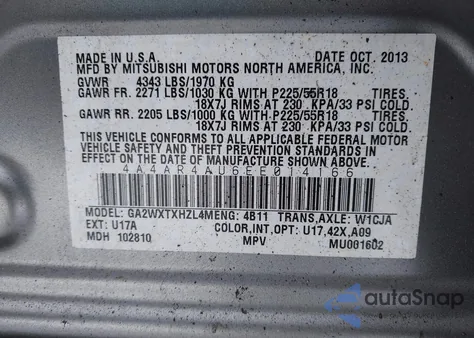 MADE IN U.S.A. DATE OCT. 2013
MFD BY MITSUBISHI MOTORS NORTH AMERICA, INC.
GVWR 4343 LBS/1970 KG
GAWR FR. 2271 LBS/1030 KG WITH P225/55R18 TIRES.
18X7J RIMS AT 230 KPA/33 PSI COLD.
GAWR RR. 2205 LBS/1000 KG WITH P225/55R18 TIRES.
18X7J RIMS AT 230 KPA/33 PSI COLD.
THIS VEHICLE CONFORMS TO ALL APPLICABLE FEDERAL MOTOR
VEHICLE SAFETY AND THEFT PREVENTION STANDARDS IN
EFFECT ON THE DATE OF MANUFACTURE SHOWN ABOVE.
4A4AR4AU6EE014166
MODEL: GA2WXTXHZL4MENG: 4B11 TRANS,AXLE: W1CJA
EXT: U17A COLOR,INT,OPT: U17,42X,A09
MDH 102810 MPV MU001602
autoSnap